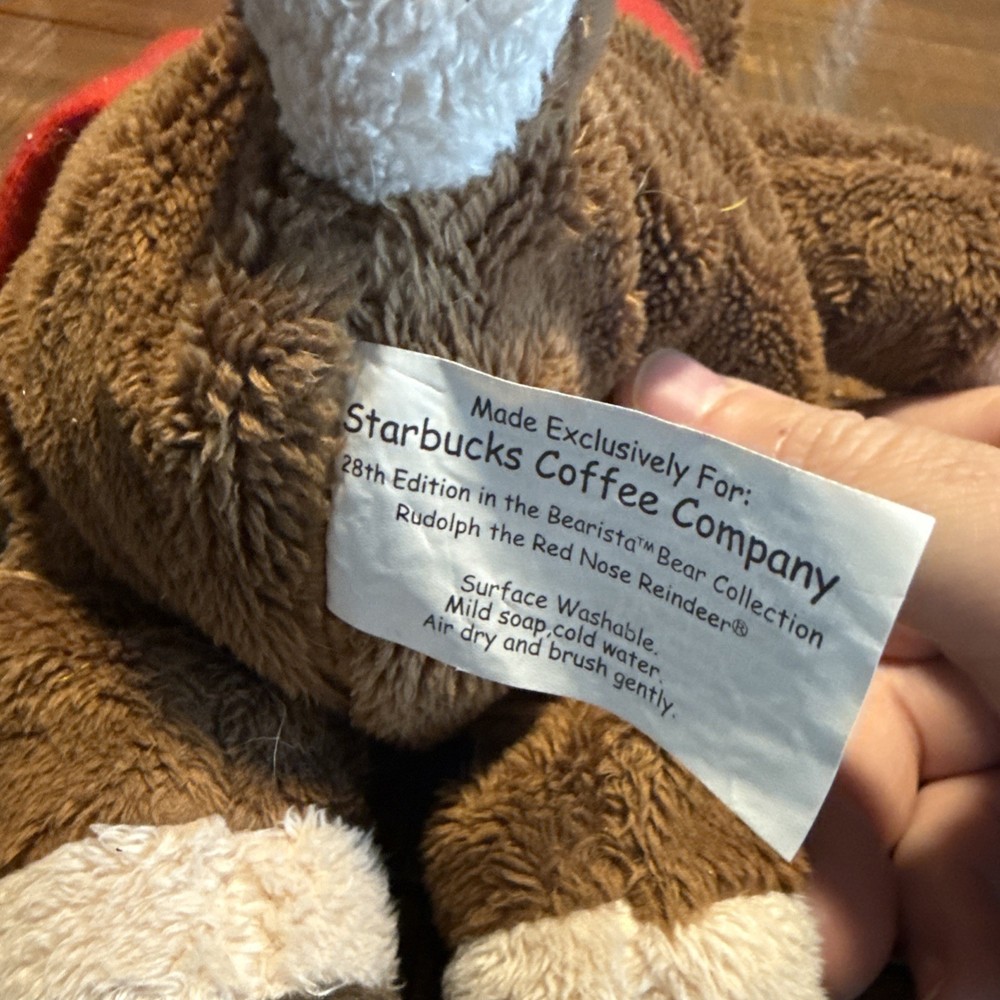 Made Exclusively For:
Starbucks Coffee Company
28th Edition in the Bearista™ Bear Collection
Rudolph the Red Nose Reindeer®
Surface Washable.
Mild soap,cold water.
Air dry and brush gently.